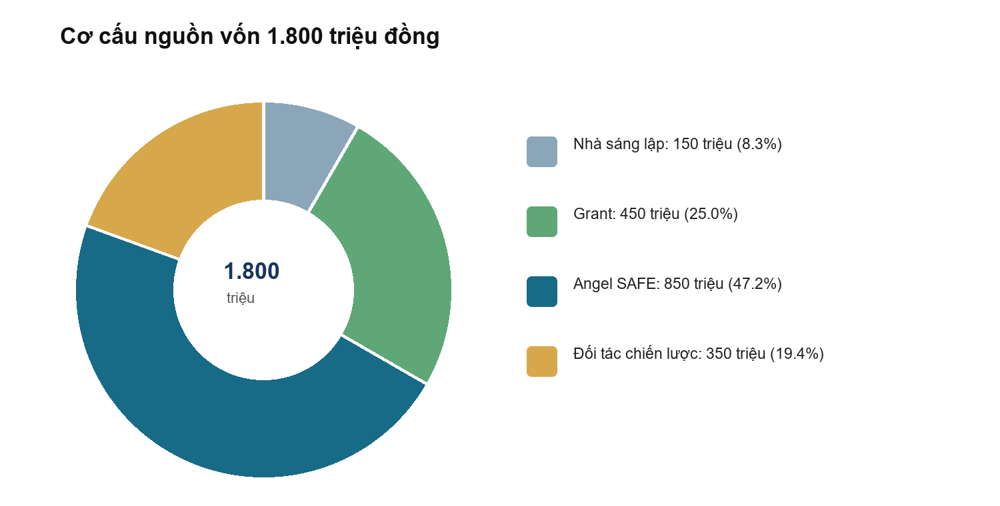 Cơ cấu nguồn vốn 1.800 triệu đồng
1.800
triệu
Nhà sáng lập: 150 triệu (8.3%)
Grant: 450 triệu (25.0%)
Angel SAFE: 850 triệu (47.2%)
Đối tác chiến lược: 350 triệu (19.4%)